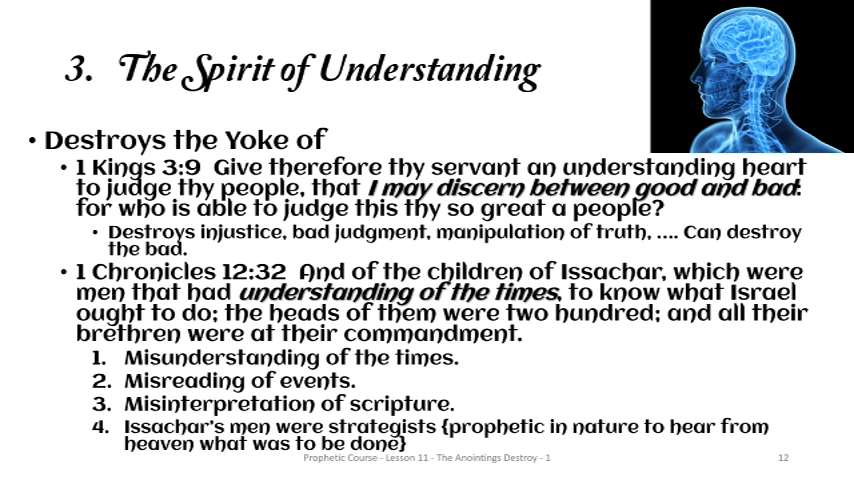 3. The Spirit of Understanding
• Destroys the Yoke of
• 1 Kings 3:9 Give therefore thy servant an understanding heart
to judge thy people, that I may discern between good and bad:
for who is able to judge this thy so great a people?
• Destroys injustice, bad judgment, manipulation of truth, .... Can destroy
the bad.
• 1 Chronicles 12:32 And of the children of Issachar, which were
men that had understanding of the times, to know what Israel
ought to do; the heads of them were two hundred; and all their
brethren were at their commandment.
1. Misunderstanding of the times.
2. Misreading of events.
3. Misinterpretation of scripture.
4. Issachar's men were strategists {prophetic in nature to hear from
heaven what was to be done}
Prophetic Course - Lesson 11 - The Anointings Destroy - 1
12